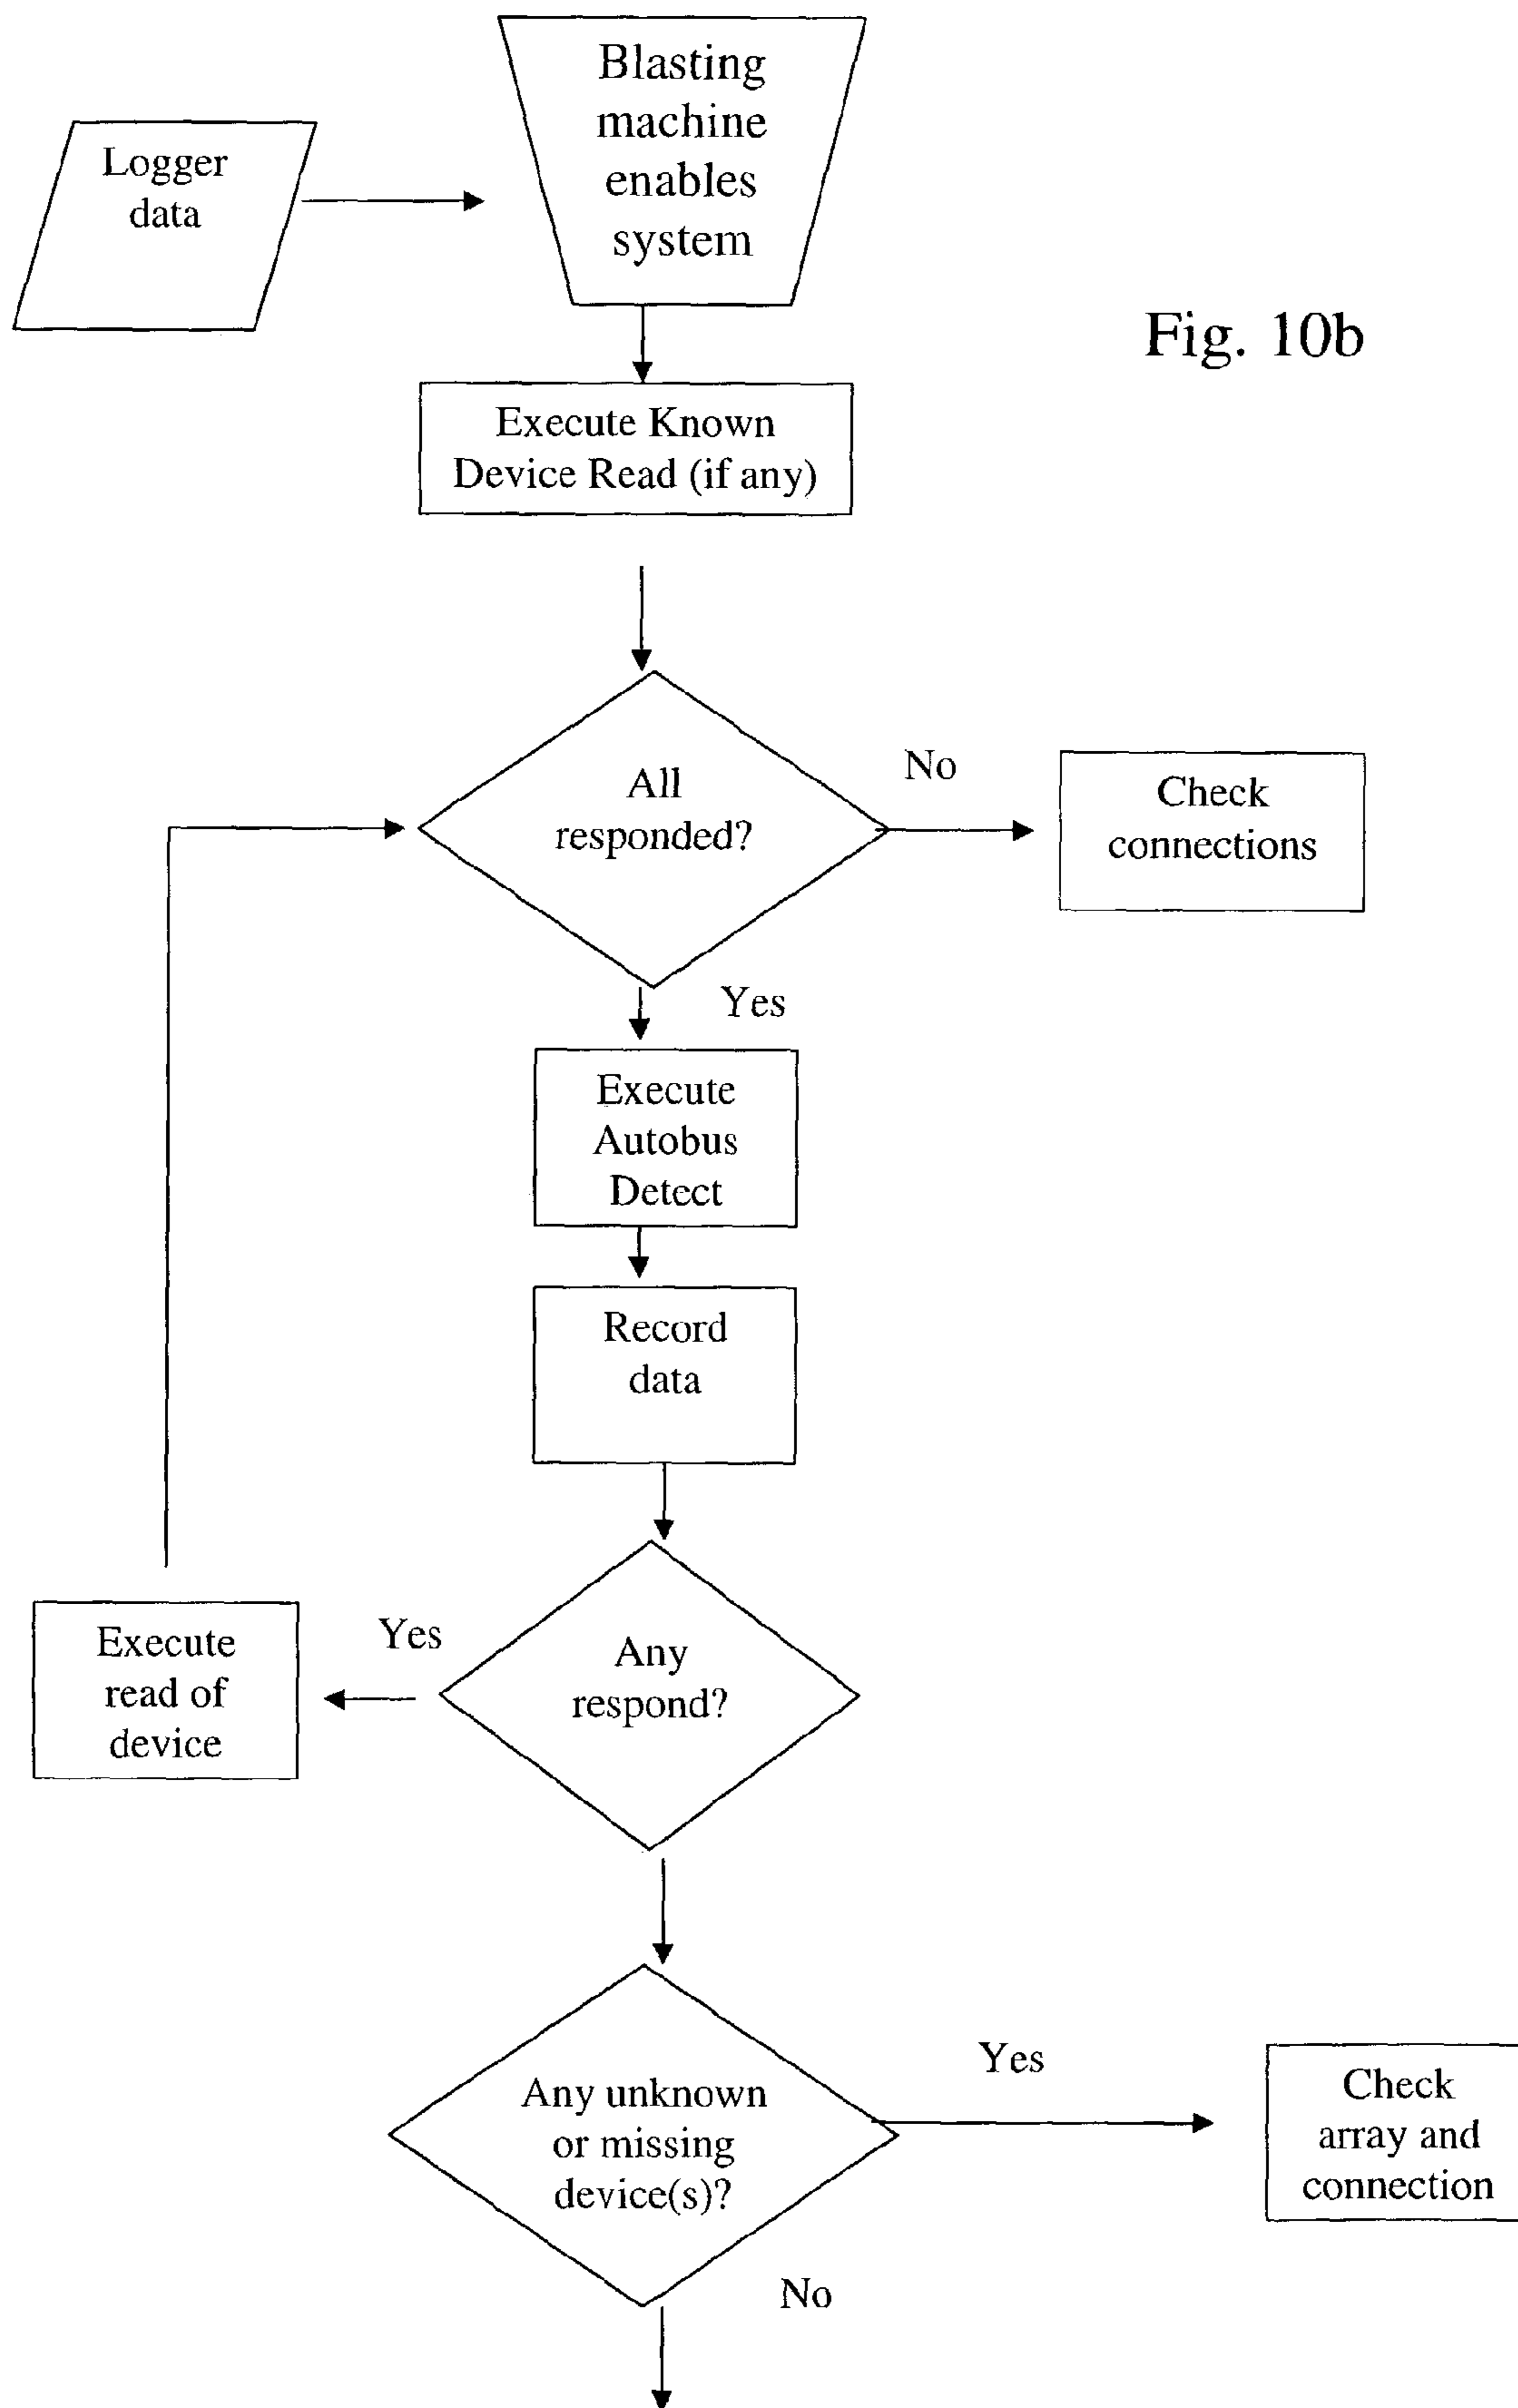 Blasting
machine
enables
system
Logger
data
Fig. 10b
Execute Known
Device Read (if any)
All
responded?
No
Check
connections
Yes
Execute
Autobus
Detect
Record
data
Execute
read of
device
Yes
Any
respond?
Any unknown
or missing
device(s)?
Yes
Check
array and
connection
No